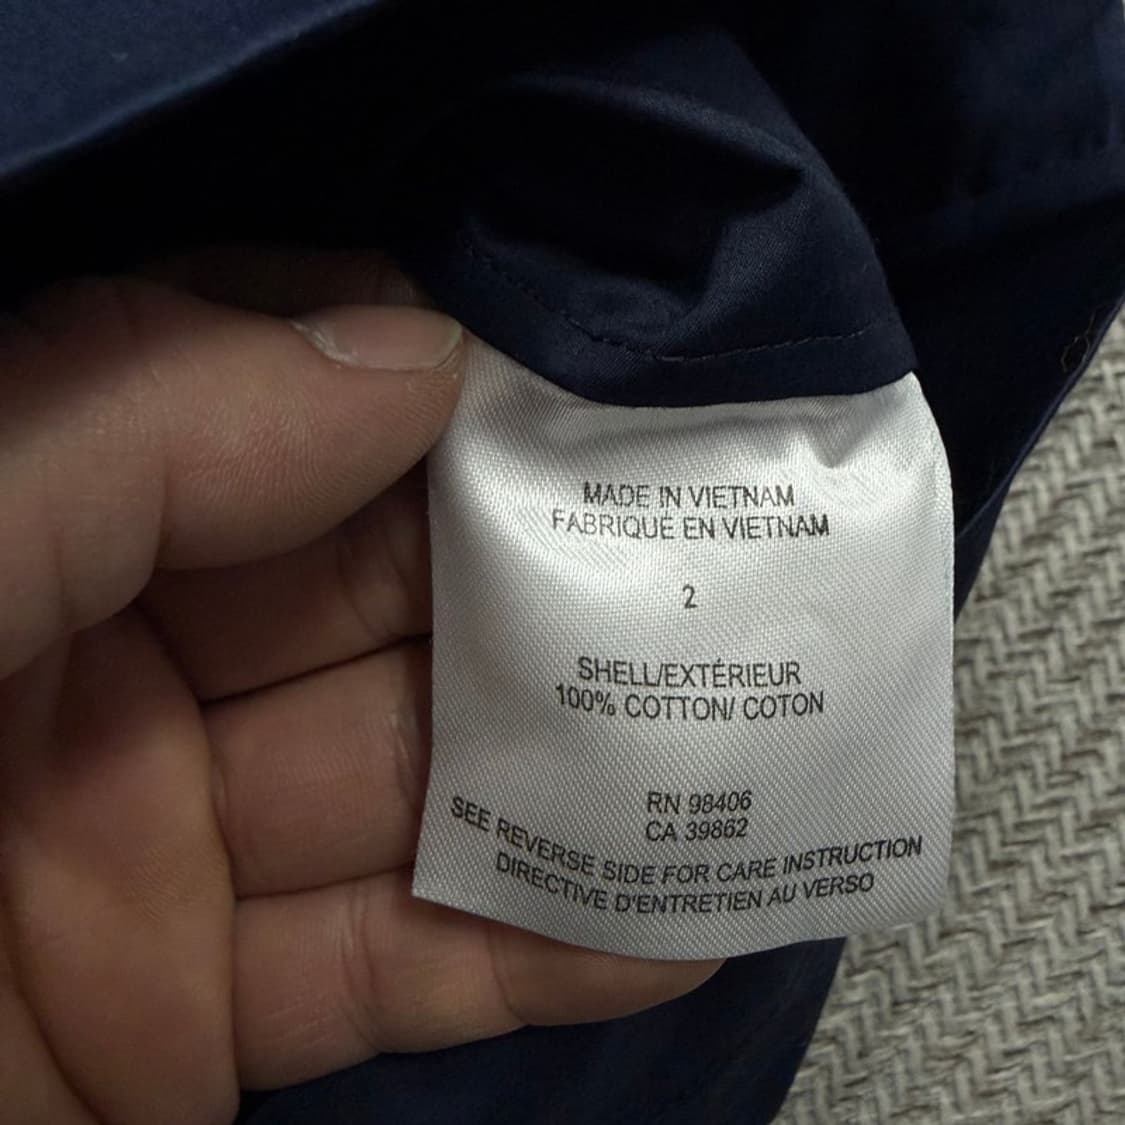 MADE IN VIETNAM
FABRIQUE EN VIETNAM
2
SHELL/EXTÉRIEUR
100% COTTON/ COTON
RN 98406
CA 39862
SEE REVERSE SIDE FOR CARE INSTRUCTION
DIRECTIVE D'ENTRETIEN AU VERSO